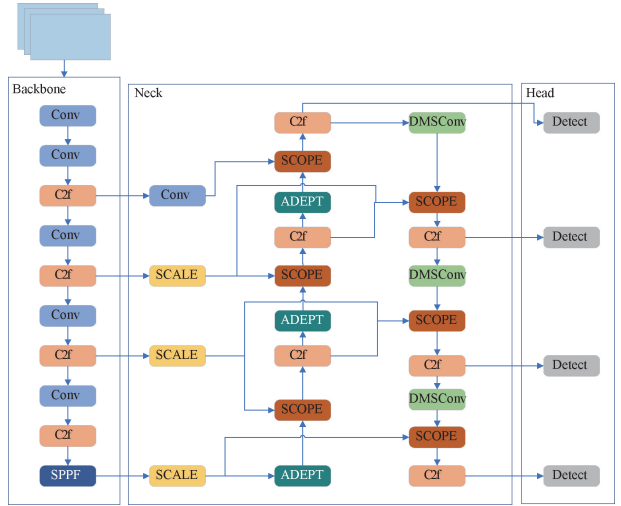 Backbone
Neck
Head
Conv
Conv
C2f
Conv
C2f
Conv
C2f
Conv
C2f
SPPF
Conv
SCALE
SCALE
SCALE
C2f
SCOPE
ADEPT
C2f
SCOPE
ADEPT
C2f
SCOPE
ADEPT
DMSConv
SCOPE
C2f
DMSConv
SCOPE
C2f
DMSConv
SCOPE
C2f
Detect
Detect
Detect
Detect